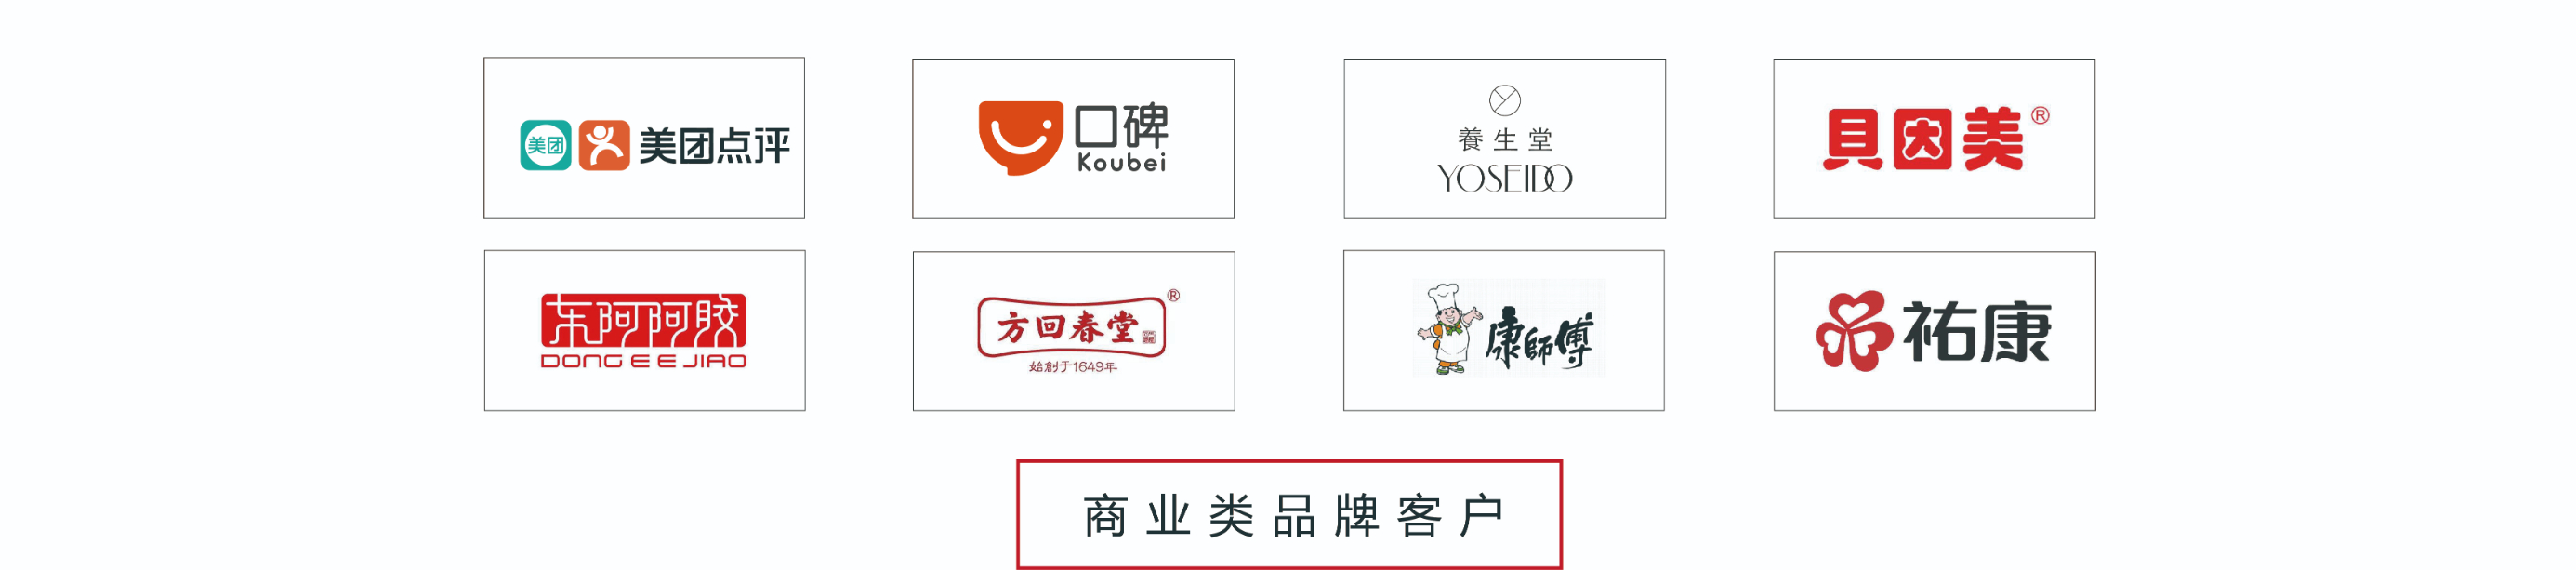 美团 美团点评
口碑
Koubei
養生堂
YOSEIDO
貝因美®
东阿阿胶
DONG E E JIAO
方回春堂®
始創于1649年
康師傅
祐康
商业类品牌客户